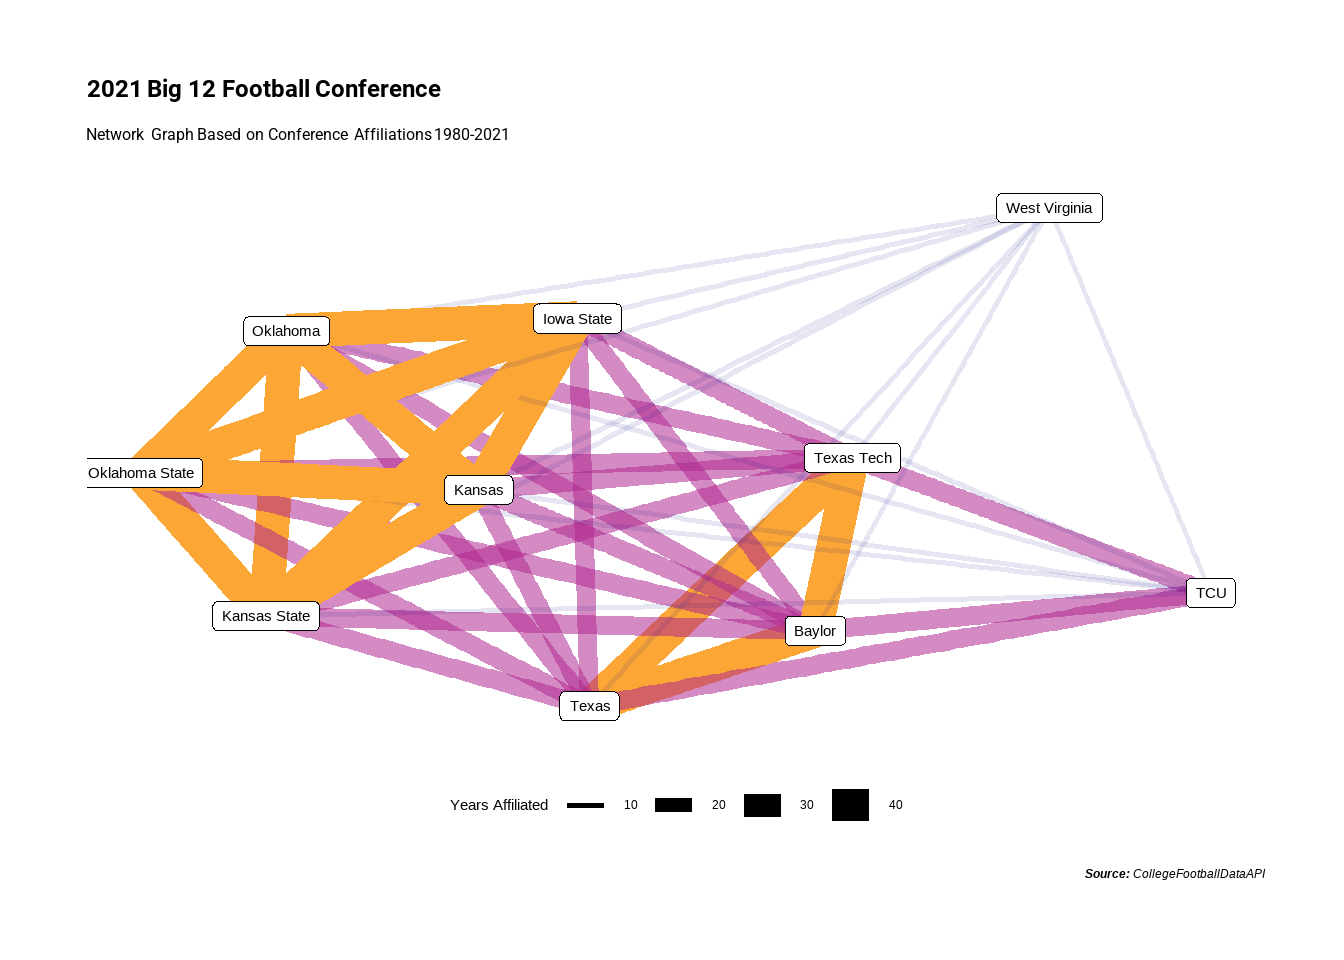 2021 Big 12 Football Conference
Network Graph Based on Conference Affiliations 1980-2021
West Virginia
Iowa State
Oklahoma
Texas Tech
Oklahoma State
Kansas
TCU
Kansas State
Baylor
Texas
Years Affiliated 10 20 30 40
Source: CollegeFootballDataAPI